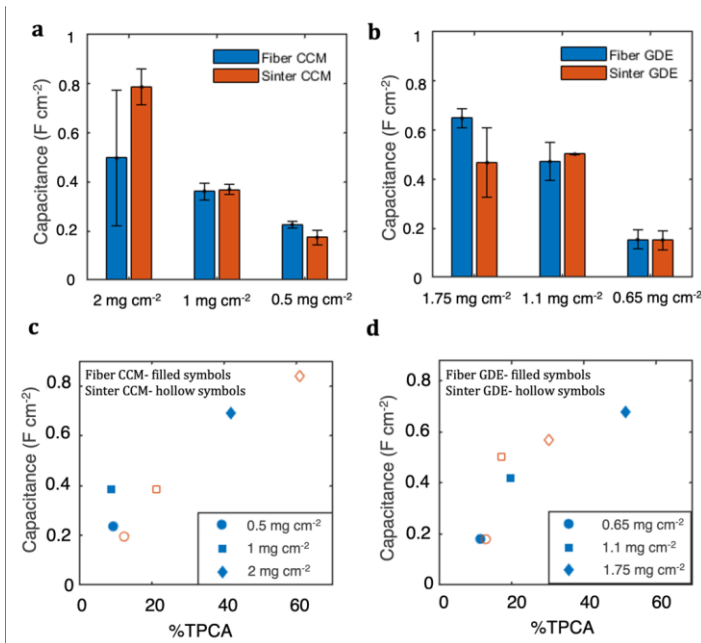 a
Fiber CCM
Sinter CCM
Capacitance (F cm-2)
1
0.8
0.6
0.4
0.2
0
2 mg cm-2
1 mg cm-2
0.5 mg cm-2
b
Fiber GDE
Sinter GDE
Capacitance (F cm-2)
1
0.8
0.6
0.4
0.2
0
1.75 mg cm-2
1.1 mg cm-2
0.65 mg cm-2
c
Fiber CCM- filled symbols
Sinter CCM- hollow symbols
Capacitance (F cm-2)
0.8
0.6
0.4
0.2
0
0.5 mg cm-2
1 mg cm-2
2 mg cm-2
0
20
40
60
%TPCA
d
Fiber GDE- filled symbols
Sinter GDE- hollow symbols
Capacitance (F cm-2)
0.8
0.6
0.4
0.2
0
0.65 mg cm-2
1.1 mg cm-2
1.75 mg cm-2
0
20
40
60
%TPCA